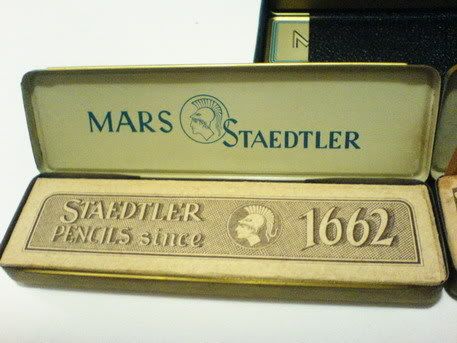 MARS STAEDTLER
STAEDTLER
PENCILS since
1662